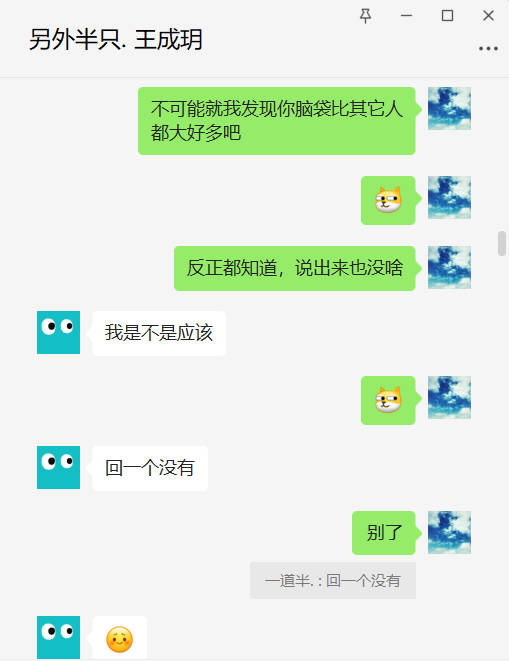 另外半只. 王成玥
不可能就我发现你脑袋比其它人
都大好多吧
反正都知道，说出来也没啥
我是不是应该
回一个没有
别了
一道半. : 回一个没有